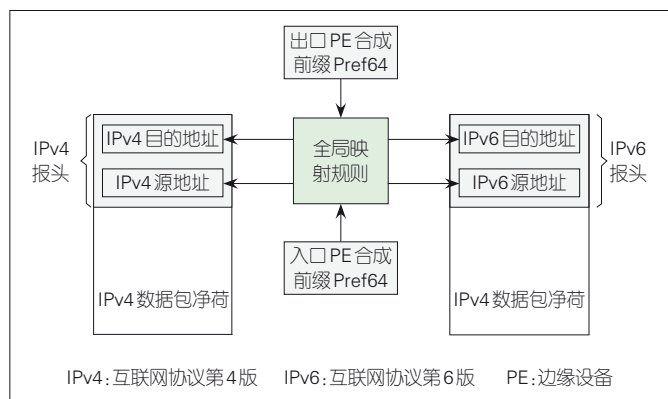 出口PE合成
前缀Pref64
IPv4
报头
IPv4目的地址
IPv4源地址
IPv4数据包净荷
全局映
射规则
入口PE合成
前缀Pref64
IPv6目的地址
IPv6源地址
IPv4数据包净荷
IPv6
报头
IPv4:互联网协议第4版 IPv6:互联网协议第6版 PE:边缘设备